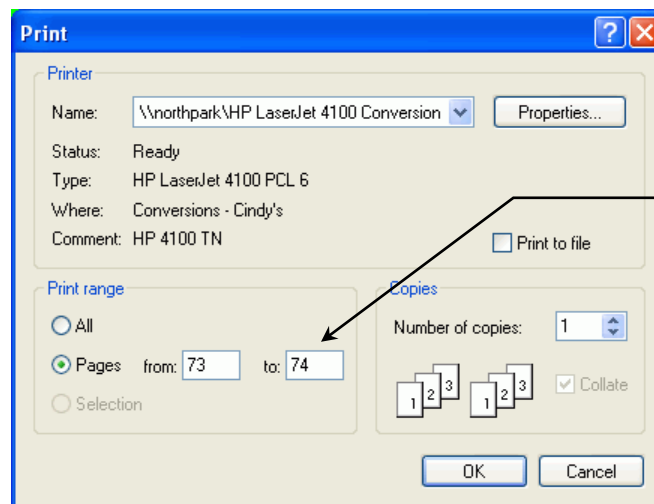 Print
Printer
Name: \\northpark\HP LaserJet 4100 Conversion Properties...
Status: Ready
Type: HP LaserJet 4100 PCL 6
Where: Conversions - Cindy's
Comment: HP 4100 TN Print to file
Print range Copies
All Number of copies: 1
Pages from: 73 to: 74
Selection 1 2 3 1 2 3 Collate
OK Cancel